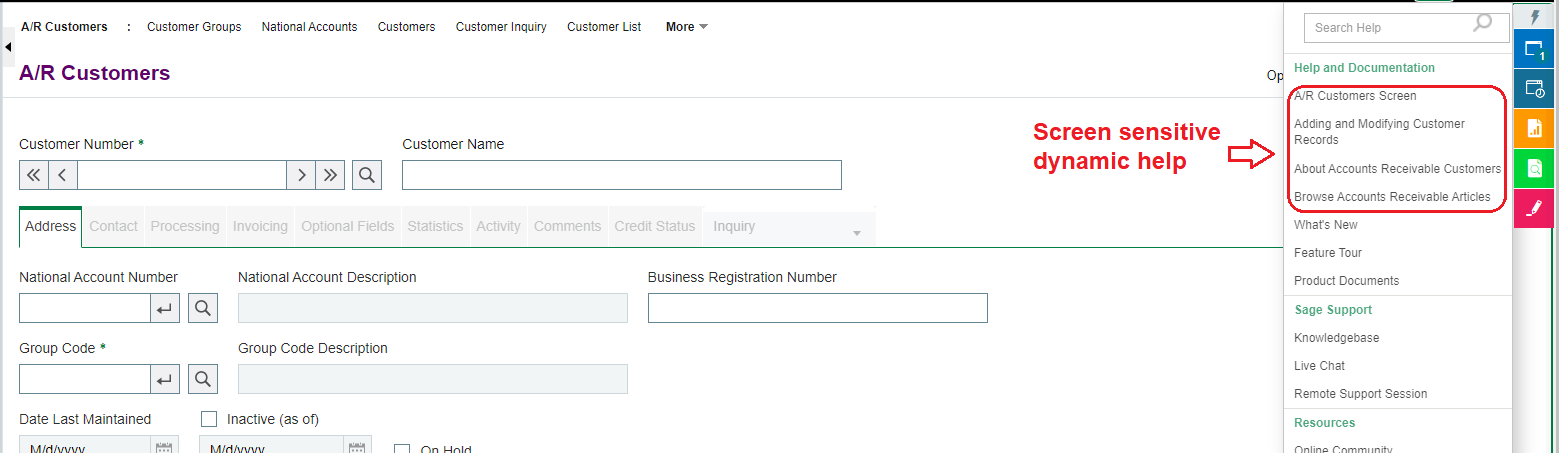 A/R Customers : Customer Groups National Accounts Customers Customer Inquiry Customer List More
A/R Customers
Customer Number *
Customer Name
Address Contact Processing Invoicing Optional Fields Statistics Activity Comments Credit Status Inquiry
National Account Number
National Account Description
Business Registration Number
Group Code *
Group Code Description
Date Last Maintained
Inactive (as of)
M/d/yyyy
M/d/yyyy
On Hold
Screen sensitive
dynamic help
Op
Search Help
Help and Documentation
A/R Customers Screen
Adding and Modifying Customer
Records
About Accounts Receivable Customers
Browse Accounts Receivable Articles
What's New
Feature Tour
Product Documents
Sage Support
Knowledgebase
Live Chat
Remote Support Session
Resources
Online Community
1